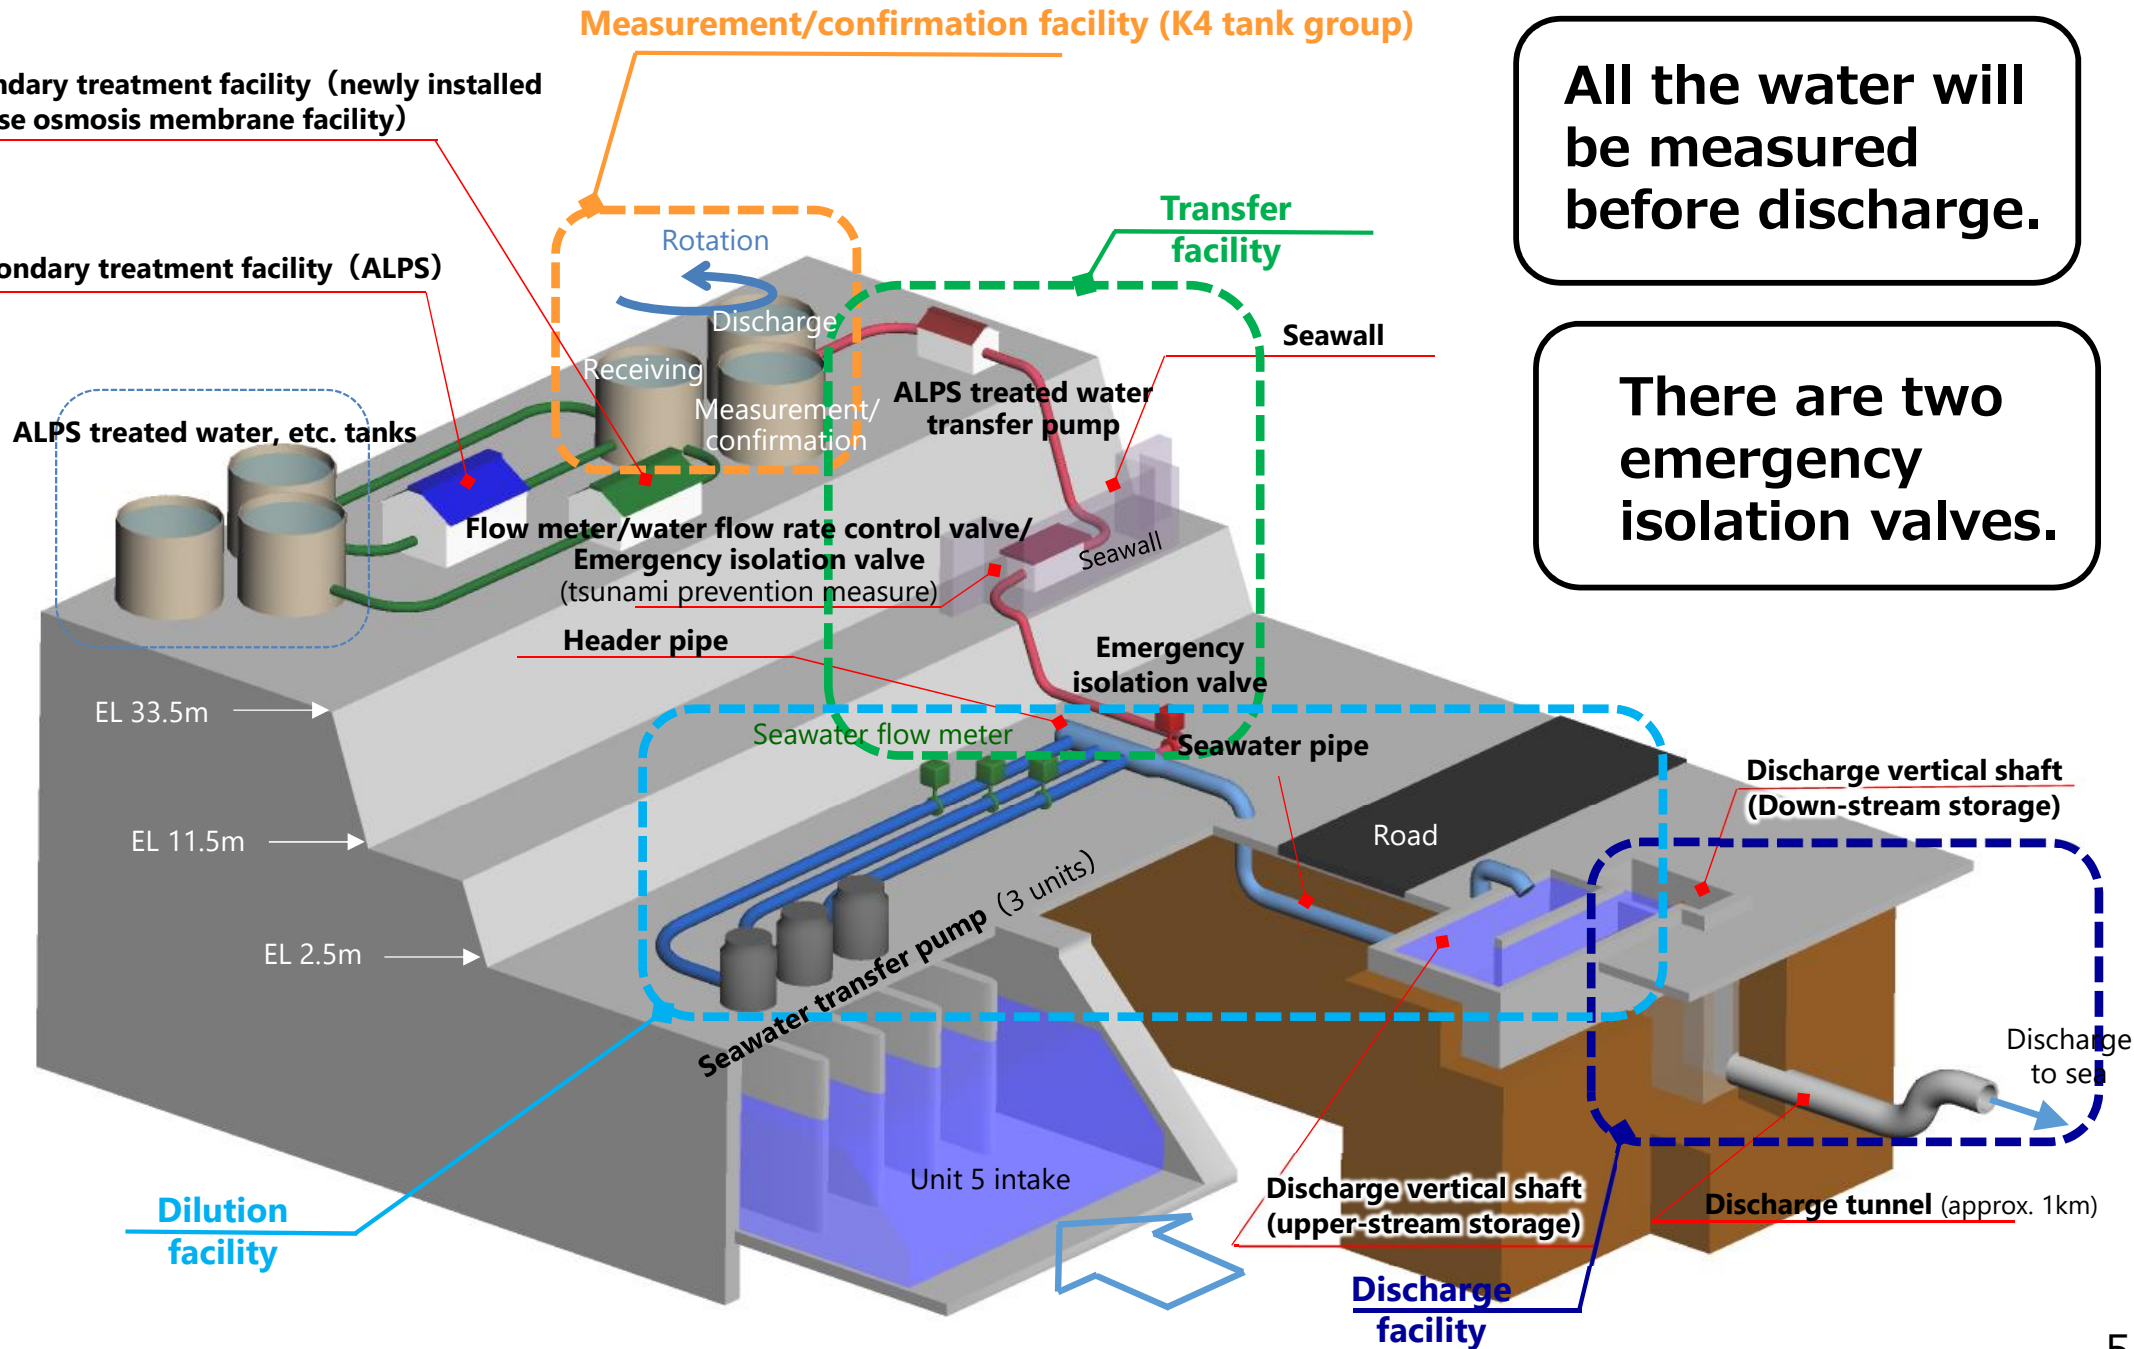 Measurement/confirmation facility (K4 tank group)
ndary treatment facility（newly installed
se osmosis membrane facility）
ondary treatment facility（ALPS）
All the water will
be measured
before discharge.
There are two
emergency
isolation valves.
Transfer
facility
Rotation
Discharge
Receiving
Measurement/
confirmation
Seawall
ALPS treated water
transfer pump
ALPS treated water, etc. tanks
Flow meter/water flow rate control valve/
Emergency isolation valve
(tsunami prevention measure)
Seawall
Header pipe
Emergency
isolation valve
EL 33.5m
Seawater flow meter
Seawater pipe
Discharge vertical shaft
(Down-stream storage)
EL 11.5m
Road
EL 2.5m
Seawater transfer pump（3 units）
Discharge
to sea
Unit 5 intake
Discharge vertical shaft
(upper-stream storage)
Discharge tunnel (approx. 1km)
Dilution
facility
Discharge
facility
5